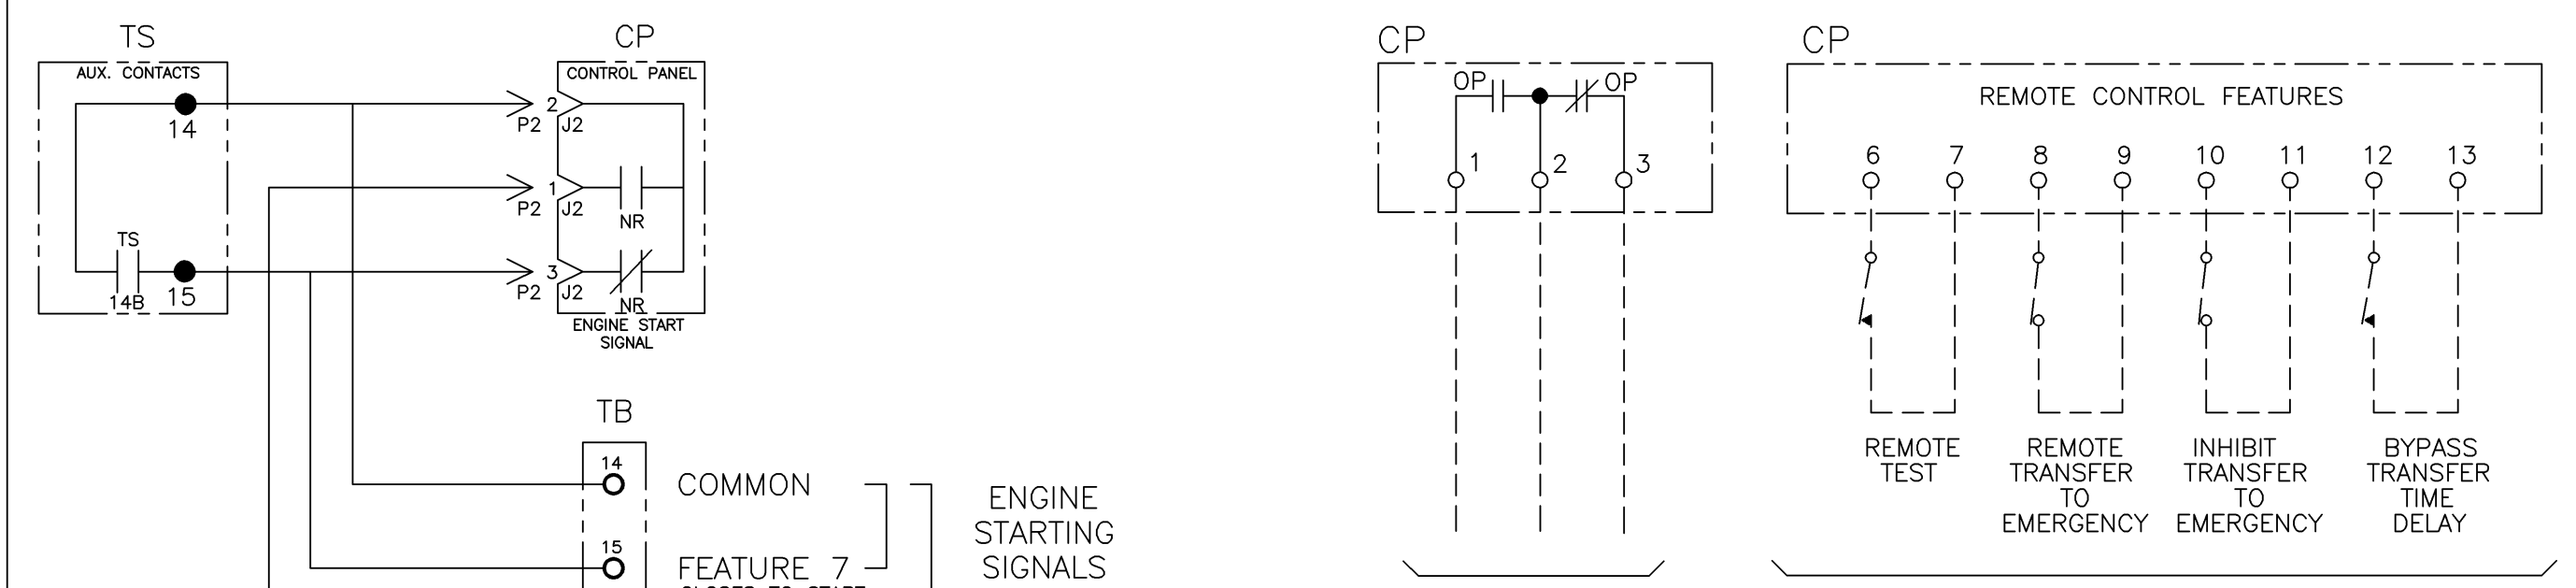 TS
AUX. CONTACTS
14
TS
14B
15
CP
CONTROL PANEL
2
P2
J2
1
P2
J2
NR
3
P2
J2
NR
ENGINE START
SIGNAL
TB
14
COMMON
15
FEATURE 7
ENGINE
STARTING
SIGNALS
CP
OP
OP
1
2
3
CP
REMOTE CONTROL FEATURES
6 7 8 9 10 11 12 13
REMOTE
TEST
REMOTE
TRANSFER
TO
EMERGENCY
INHIBIT
TRANSFER
TO
EMERGENCY
BYPASS
TRANSFER
TIME
DELAY